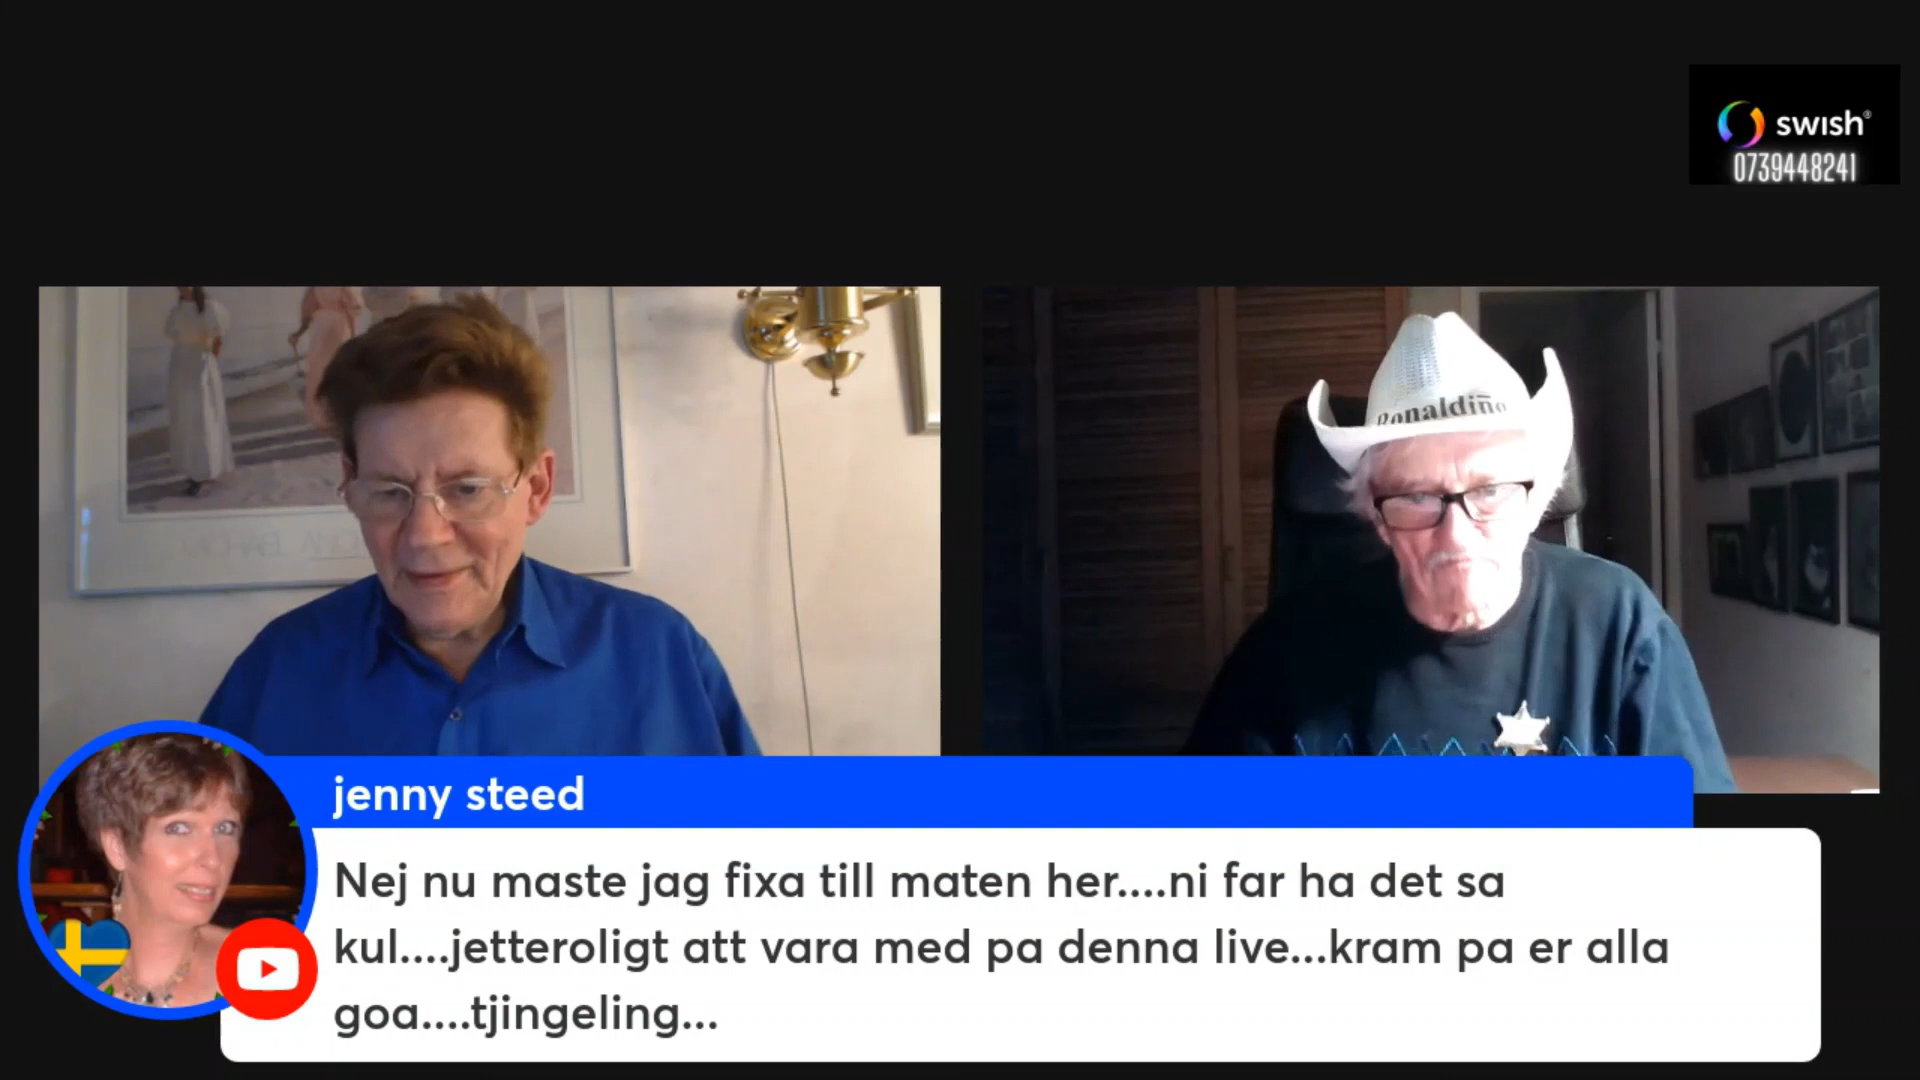 swish®
0739448241
Ronaldiño
jenny steed
Nej nu maste jag fixa till maten her....ni far ha det sa
kul....jetteroligt att vara med pa denna live...kram pa er alla
goa....tjingeling...